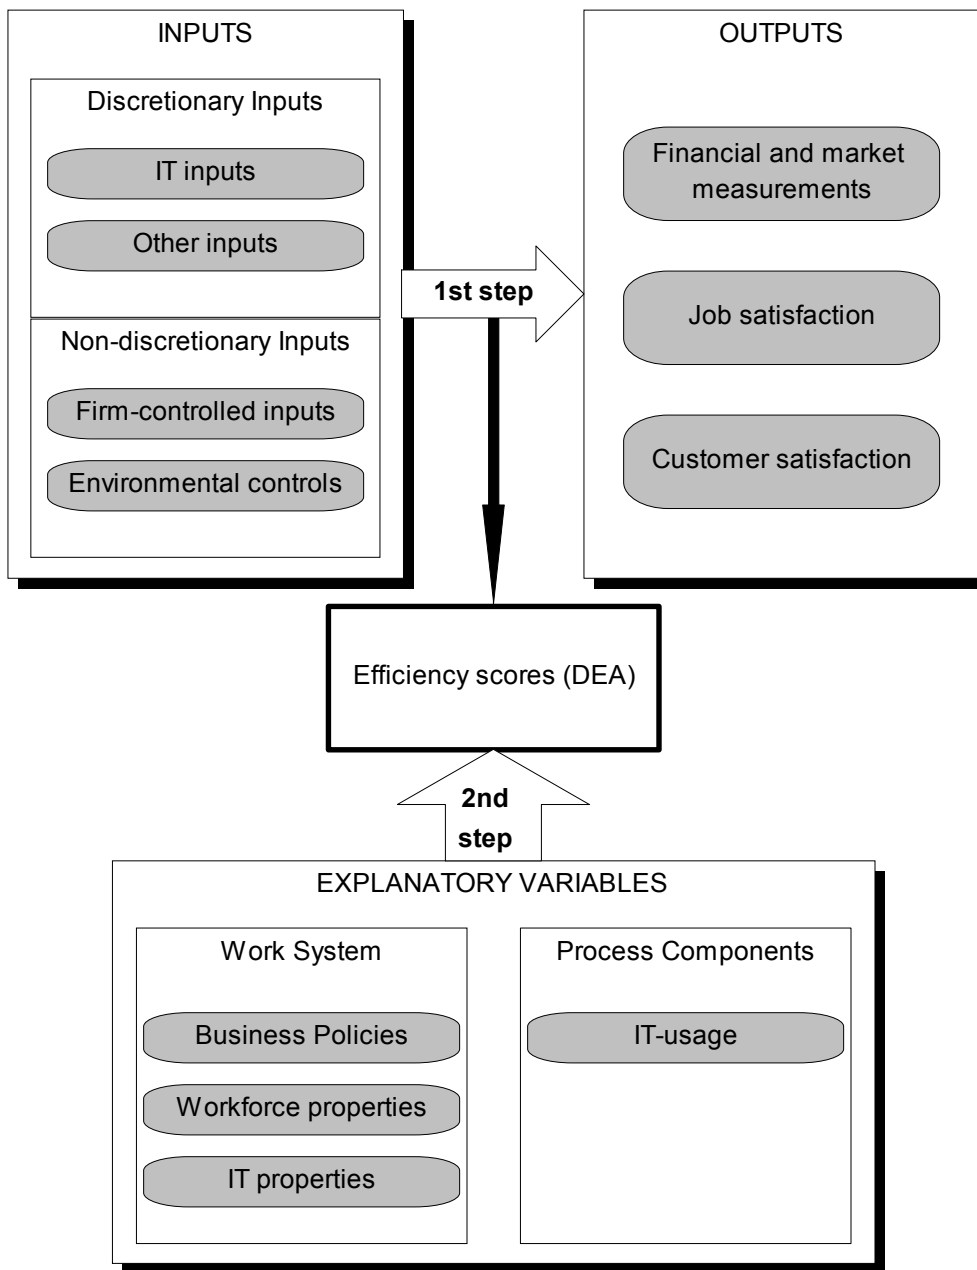 INPUTS
Discretionary Inputs
IT inputs
Other inputs
Non-discretionary Inputs
Firm-controlled inputs
Environmental controls
1st step
OUTPUTS
Financial and market
measurements
Job satisfaction
Customer satisfaction
Efficiency scores (DEA)
2nd
step
EXPLANATORY VARIABLES
Work System
Business Policies
Workforce properties
IT properties
Process Components
IT-usage